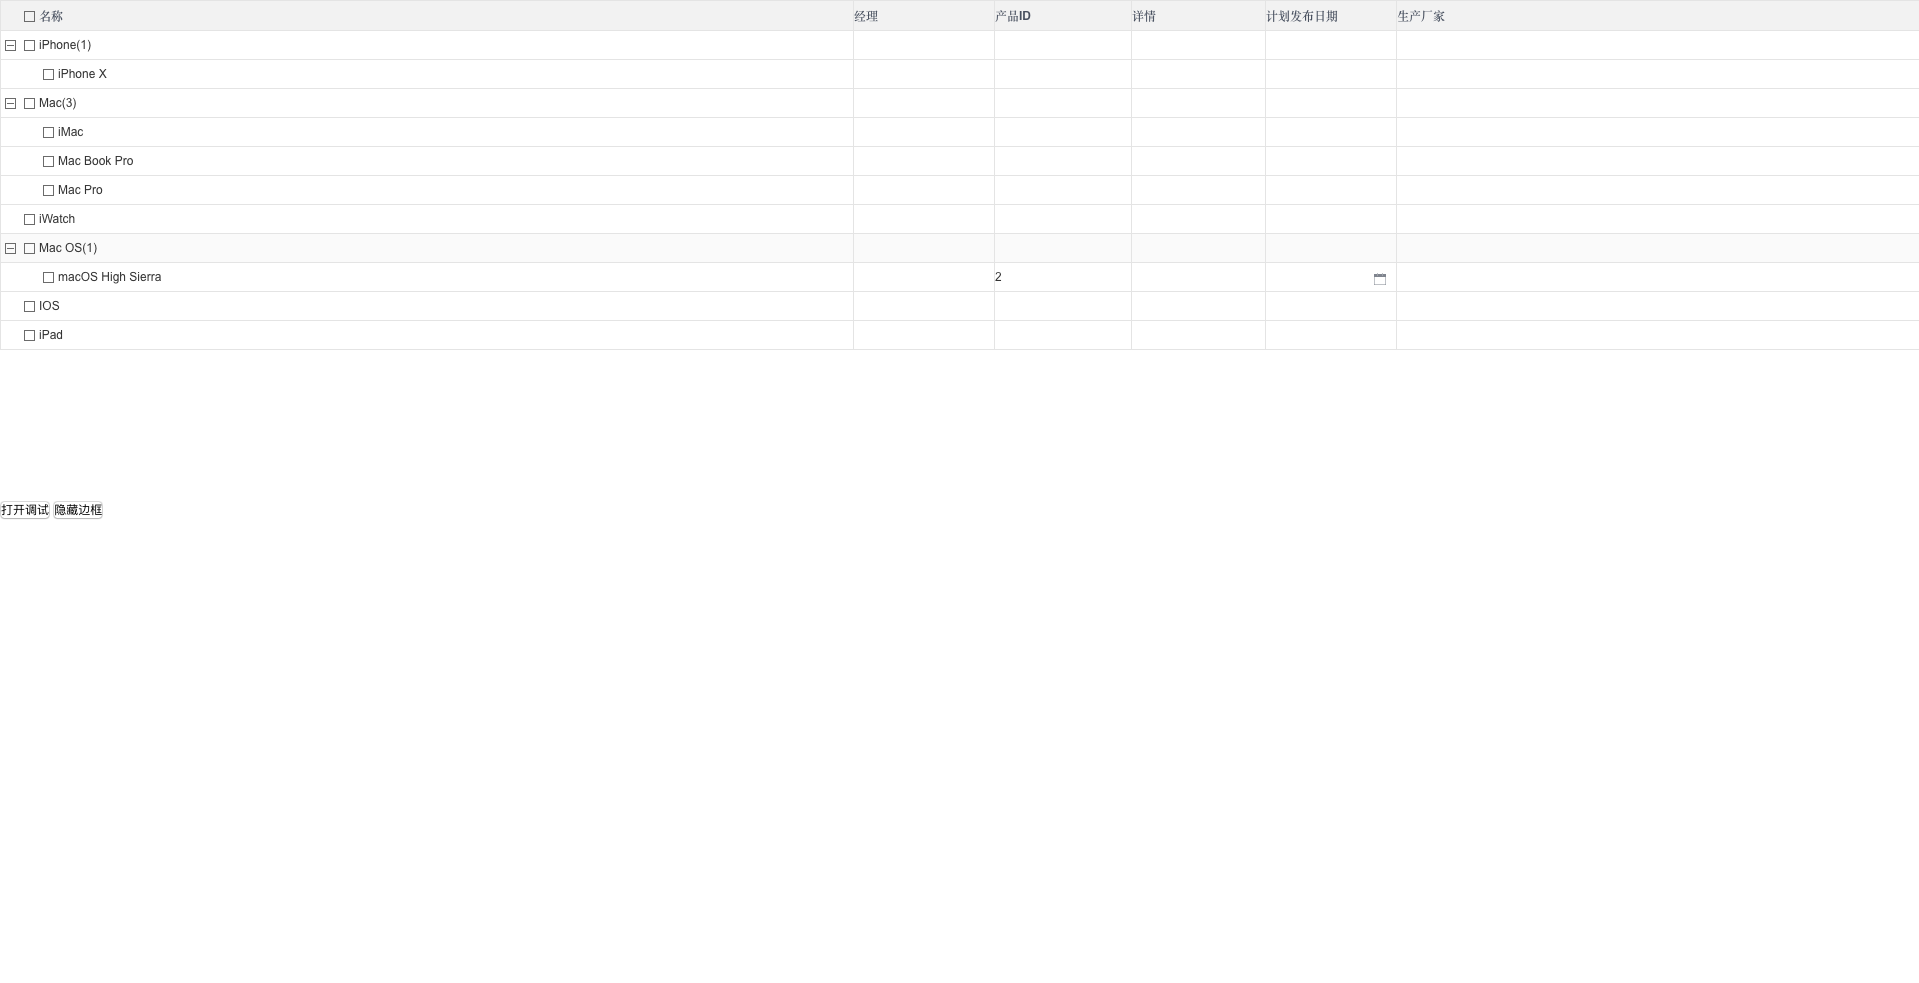 名称 经理 产品ID 详情 计划发布日期 生产厂家
iPhone(1)
iPhone X
Mac(3)
iMac
Mac Book Pro
Mac Pro
iWatch
Mac OS(1)
macOS High Sierra 2
IOS
iPad
打开调试 隐藏边框